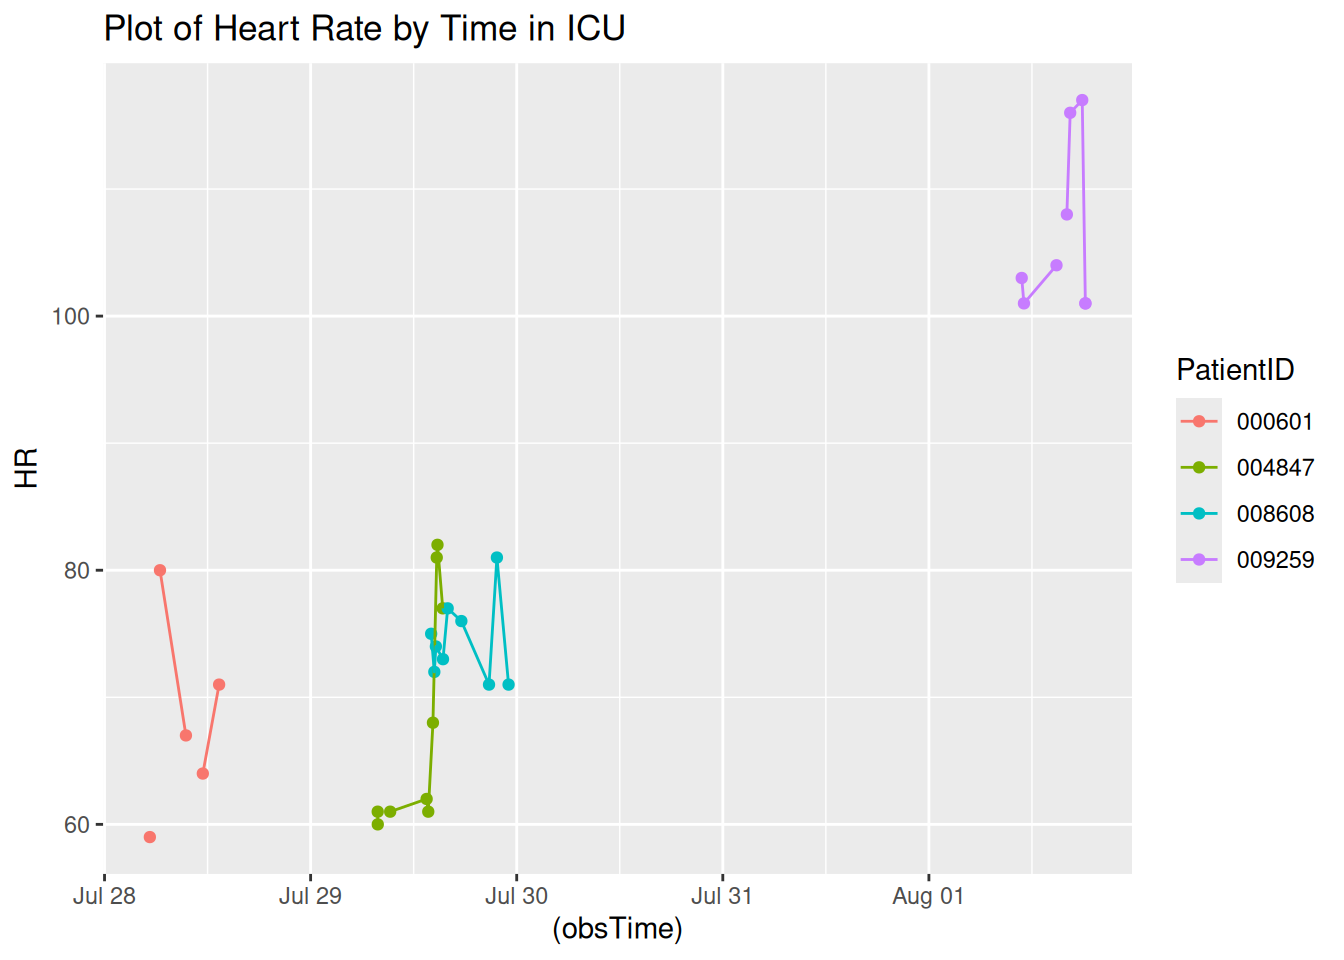 Plot of Heart Rate by Time in ICU
HR
100
80
60
Jul 28 Jul 29 Jul 30 Jul 31 Aug 01
(obsTime)
PatientID
000601
004847
008608
009259